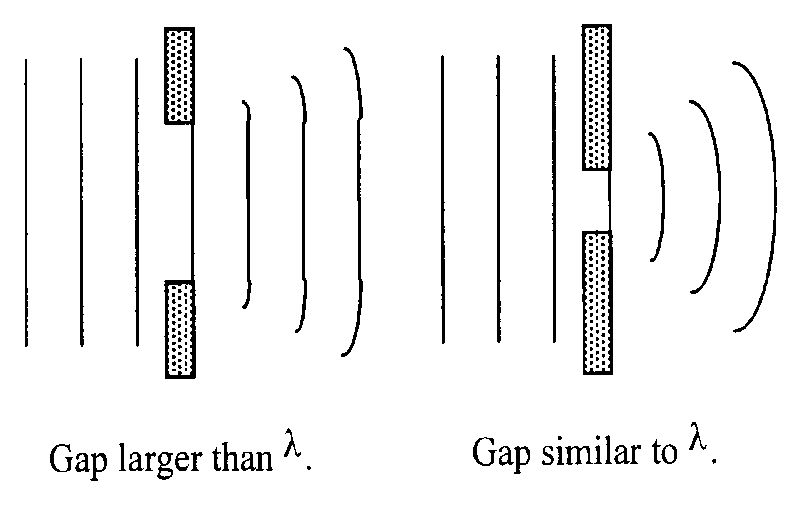 Gap larger than λ.
Gap similar to λ.